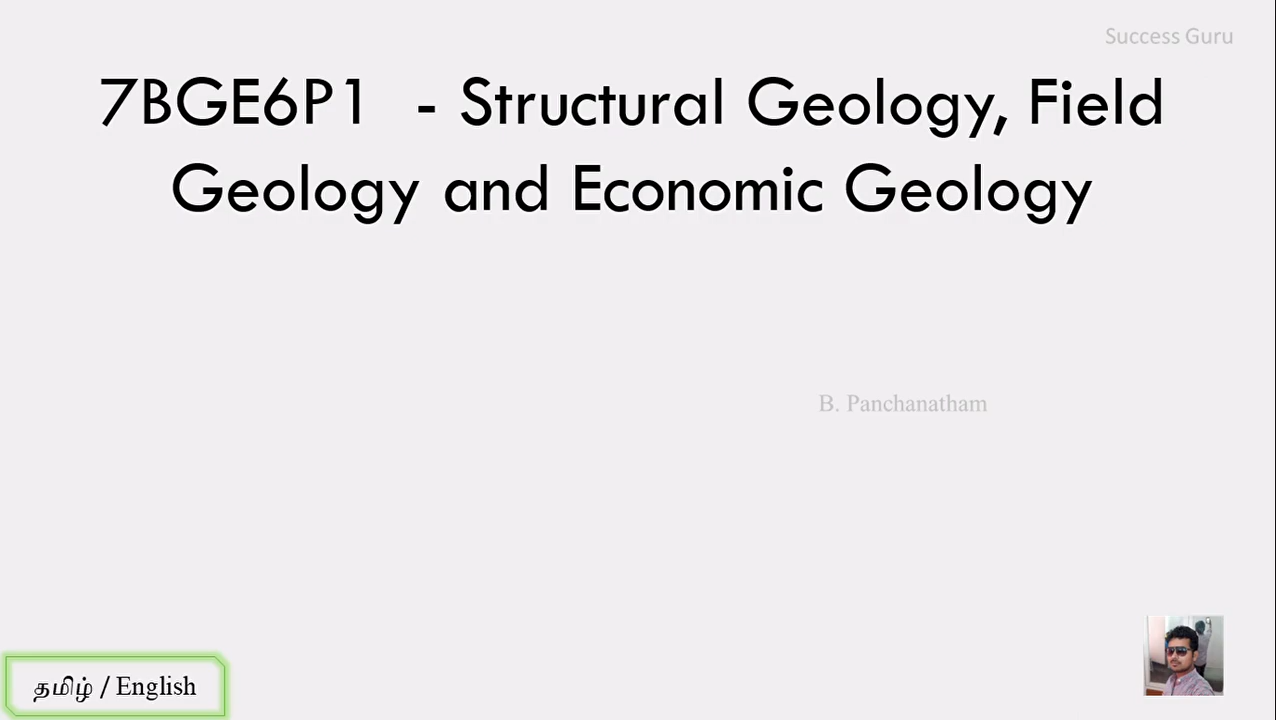 Success Guru
7BGE6P1 - Structural Geology, Field
Geology and Economic Geology
B. Panchanatham
தமிழ் / English